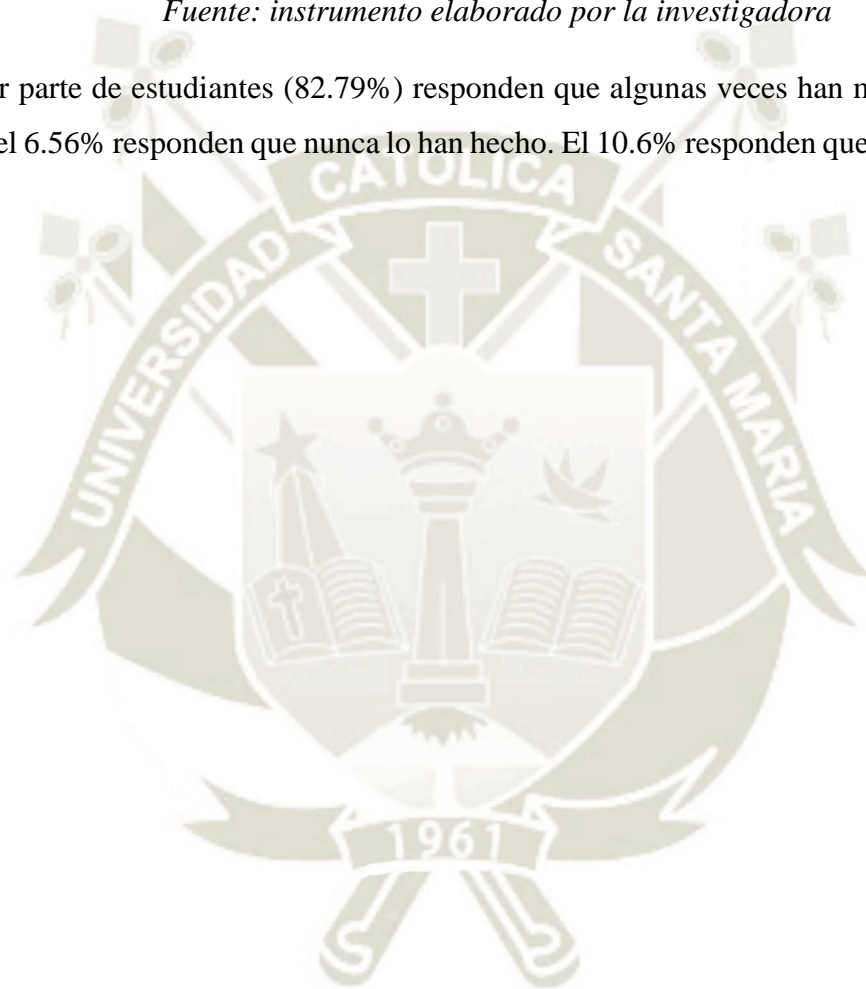 Fuente: instrumento elaborado por la investigadora
r parte de estudiantes (82.79%) responden que algunas veces han
el 6.56% responden que nunca lo han hecho. El 10.6% responden que
CATOLICA
UNIVERSIDAD
SANTA MARIA
1961